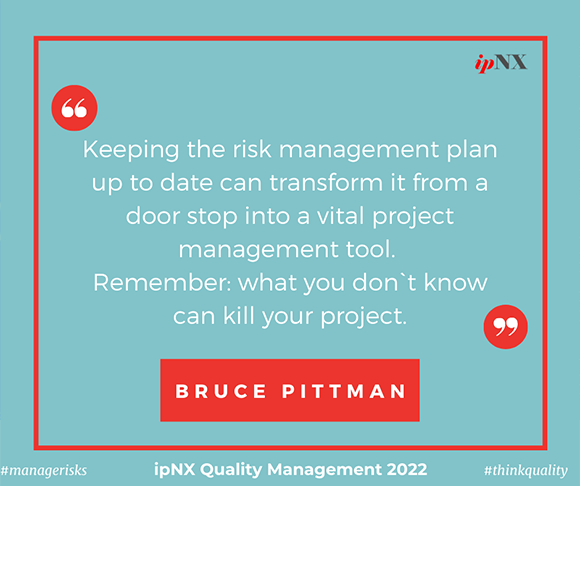 ipNX
“
Keeping the risk management plan
up to date can transform it from a
door stop into a vital project
management tool.
Remember: what you don`t know
can kill your project.
”
BRUCE PITTMAN
#managerisks
ipNX Quality Management 2022
#thinkquality